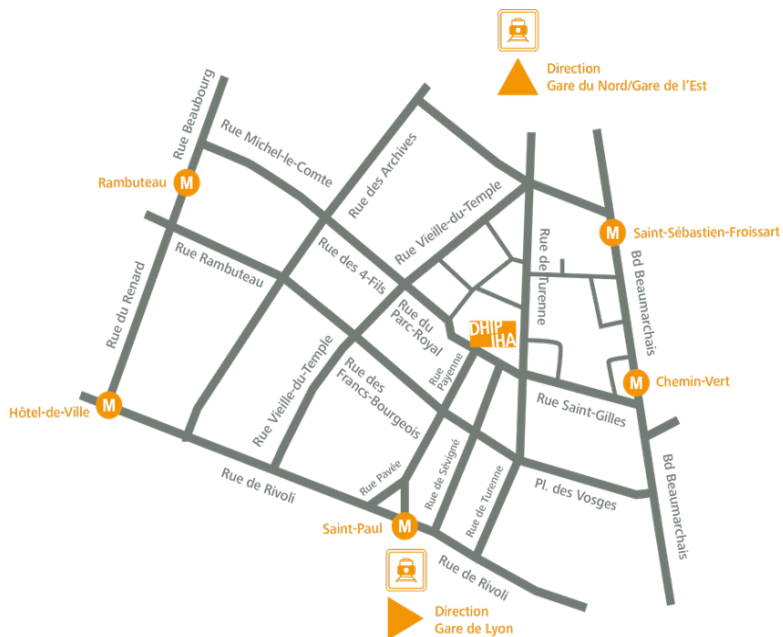 Direction
Gare du Nord/Gare de l'Est
Rue Beaubourg
Rue Michel-le-Comte
Rue des Archives
Rambuteau
M
Rue Vieille-du-Temple
M
Saint-Sébastien-Froissart
Rue Rambuteau
Rue des 4-Fils
Rue de Turenne
Bd Beaumarchais
Rue du Renard
Rue du
Parc-Royal
DHIP
IHA
Rue
Payenne
M
Chemin-Vert
Hôtel-de-Ville
M
Rue Vieille-du-Temple
Rue des
Francs-Bourgeois
Rue Saint-Gilles
Rue de Rivoli
Rue Pavée
Rue de Sévigné
Rue de Turenne
Pl. des Vosges
Bd Beaumarchais
Saint-Paul
M
Rue de Rivoli
Direction
Gare de Lyon